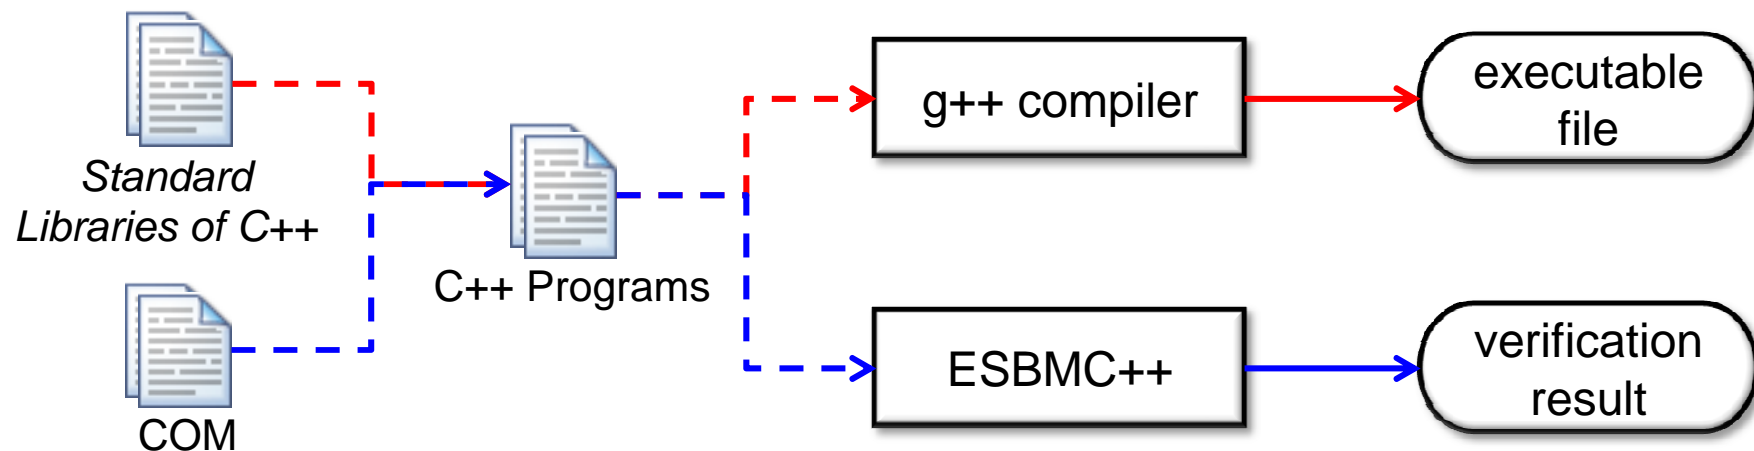 Standard
Libraries of C++
COM
C++ Programs
g++ compiler
executable
file
ESBMC++
verification
result